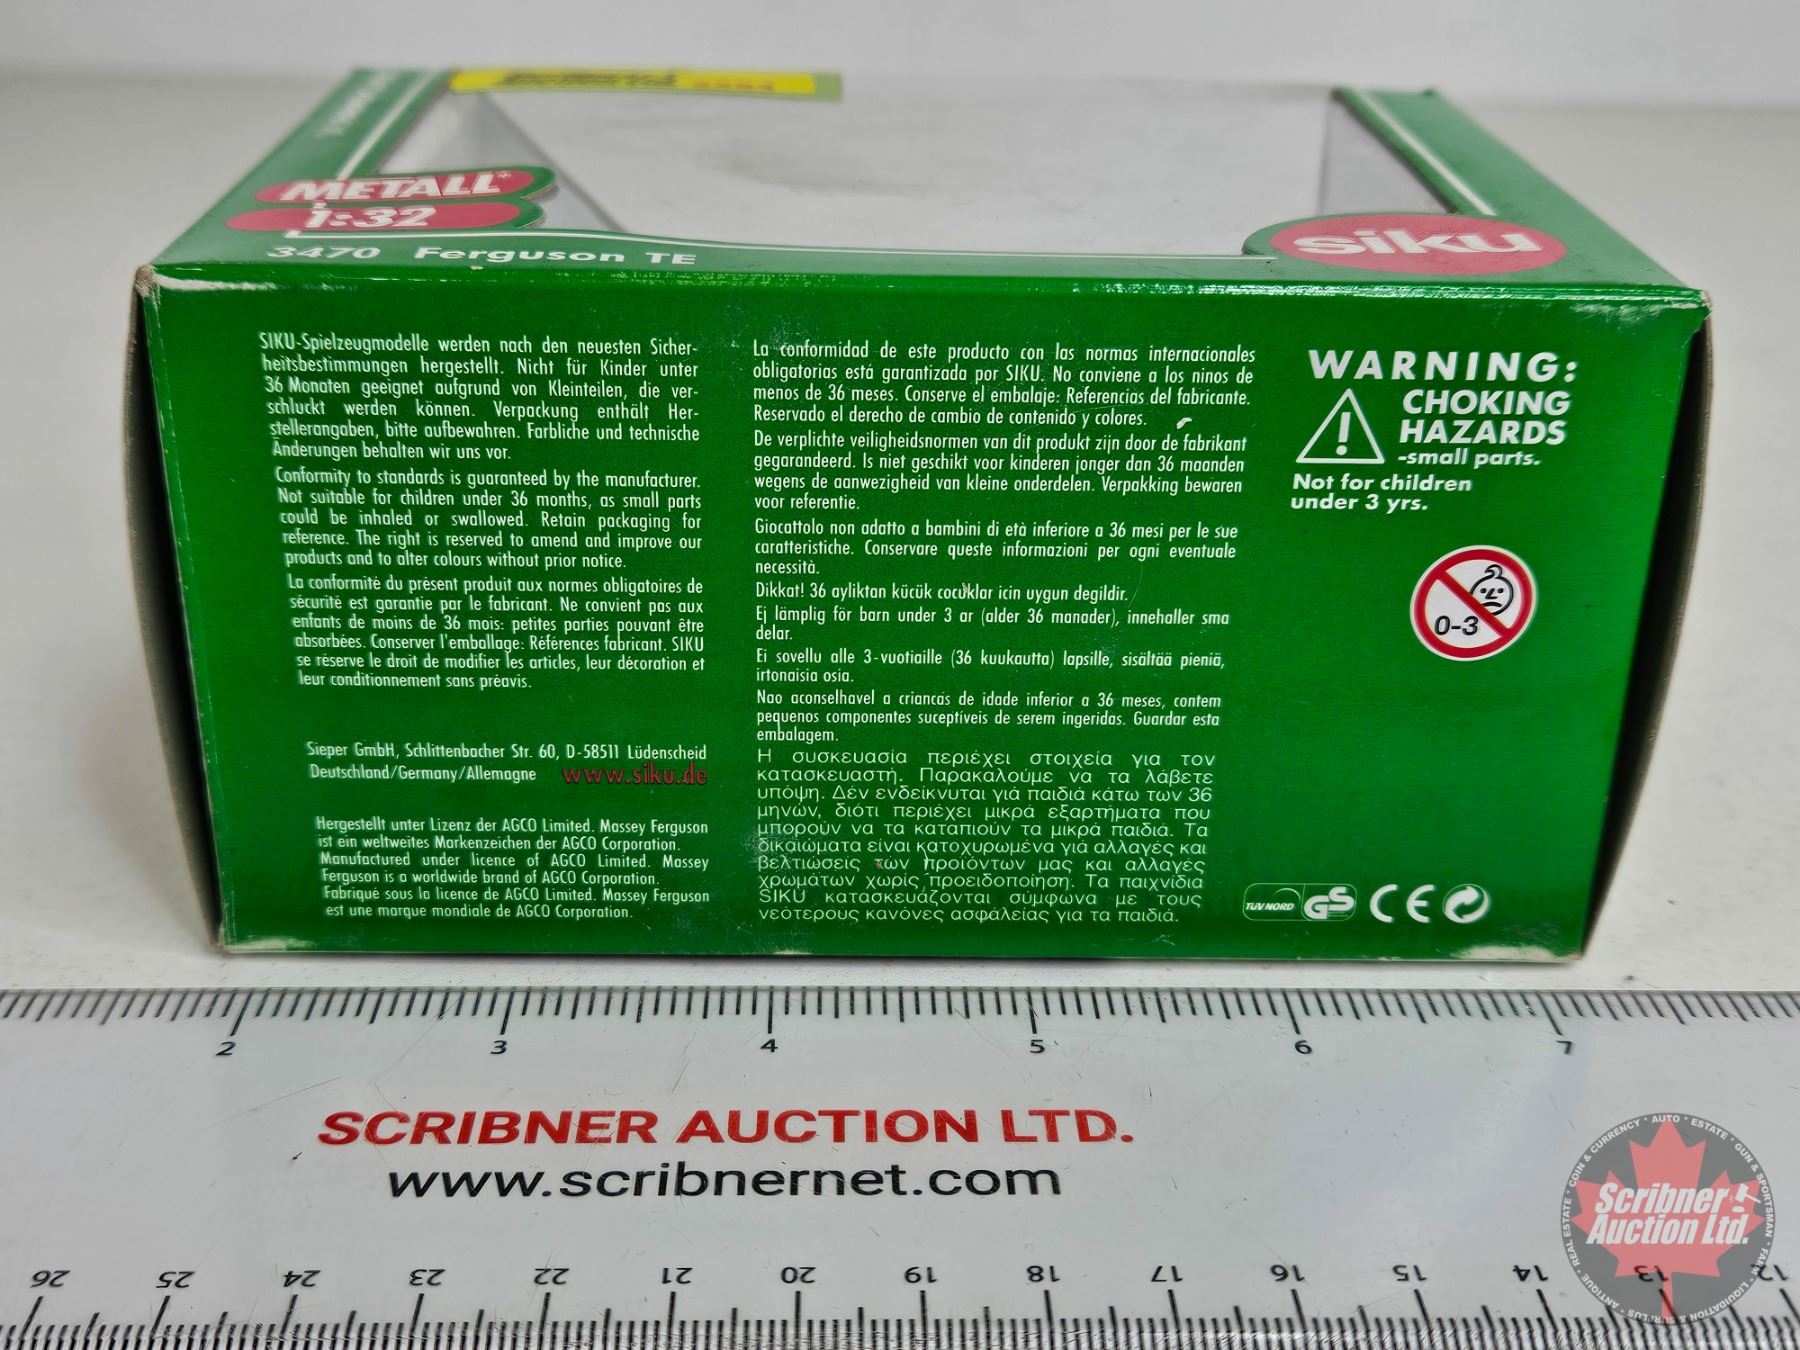 METALL*
1:32
3470 Ferguson TE
siku
SIKU-Spielzeugmodelle werden nach den neuesten Sicher-
heitsbestimmungen hergestellt. Nicht für Kinder unter
36 Monaten geeignet aufgrund von Kleinteilen, die ver-
schluckt werden können. Verpackung enthält Her-
stellerangaben, bitte aufbewahren. Farbliche und technische
Änderungen behalten wir uns vor.
Conformity to standards is guaranteed by the manufacturer.
Not suitable for children under 36 months, as small parts
could be inhaled or swallowed. Retain packaging for
reference. The right is reserved to amend and improve our
products and to alter colours without prior notice.
La conformité du présent produit aux normes obligatoires de
sécurité est garantie par le fabricant. Ne convient pas aux
enfants de moins de 36 mois: petites parties pouvant être
absorbées. Conserver l'emballage: Références fabricant. SIKU
se réserve le droit de modifier les articles, leur décoration et
leur conditionnement sans préavis.
Sieper GmbH, Schlittenbacher Str. 60, D-58511 Lüdenscheid
Deutschland/Germany/Allemagne www.siku.de
Hergestellt unter Lizenz der AGCO Limited. Massey Ferguson
ist ein weltweites Markenzeichen der AGCO Corporation.
Manufactured under licence of AGCO Limited. Massey
Ferguson is a worldwide brand of AGCO Corporation.
Fabriqué sous la licence de AGCO Limited. Massey Ferguson
est une marque mondiale de AGCO Corporation.
La conformidad de este producto con las normas internacionales
obligatorias está garantizada por SIKU. No conviene a los ninos de
menos de 36 meses. Conserve el embalaje: Referencias del fabricante.
Reservado el derecho de cambio de contenido y colores.
De verplichte veiligheidsnormen van dit produkt zijn door de fabrikant
gegarandeerd. Is niet geschikt voor kinderen jonger dan 36 maanden
wegens de aanwezigheid van kleine onderdelen. Verpakking bewaren
voor referentie.
Giocattolo non adatto a bambini di età inferiore a 36 mesi per le sue
caratteristiche. Conservare queste informazioni per ogni eventuale
necessità.
Dikkat! 36 ayliktan kücük cocuklar icin uygun degildir.
Ej lämplig för barn under 3 ar (alder 36 manader), innehaller sma
delar.
Ei sovellu alle 3-vuotiaille (36 kuukautta) lapsille, sisältää pieniä,
irtonaisia osia.
Nao aconselhavel a criancas de idade inferior a 36 meses, contem
pequenos componentes suceptiveis de serem ingeridas. Guardar esta
embalagem.
Η συσκευασία περιέχει στοιχεία για τον
κατασκευαστή. Παρακαλούμε να τα λάβετε
υπόψη. Δέν ενδείκνυται γιά παιδιά κάτω των 36
μηνών, διότι περιέχει μικρά εξαρτήματα που
μπορούν να τα καταπιούν τα μικρά παιδιά. Τα
δικαιώματα είναι κατοχυρωμένα γιά αλλαγές και
βελτιώσεις των προϊόντων μας και αλλαγές
χρωμάτων χωρίς προειδοποίηση. Τα παιχνίδια
SIKU κατασκευάζονται σύμφωνα με τους
νεότερους κανόνες ασφάλείας για τα παιδιά.
WARNING:
CHOKING
HAZARDS
-small parts.
Not for children
under 3 yrs.
0-3
TÜV NORD GS CE
2 3 4 5 6 7
SCRIBNER AUCTION LTD.
www.scribnernet.com
26 25 24 23 22 21 20 19 18 17 16 15 14 13 12
Scribner
Auction Ltd.
COIN & CURRENCY · AUTO · ESTATE · GUN & SPORTSMAN · FARM · LIQUIDATION & SURPLUS · ANTIQUE · REAL ESTATE